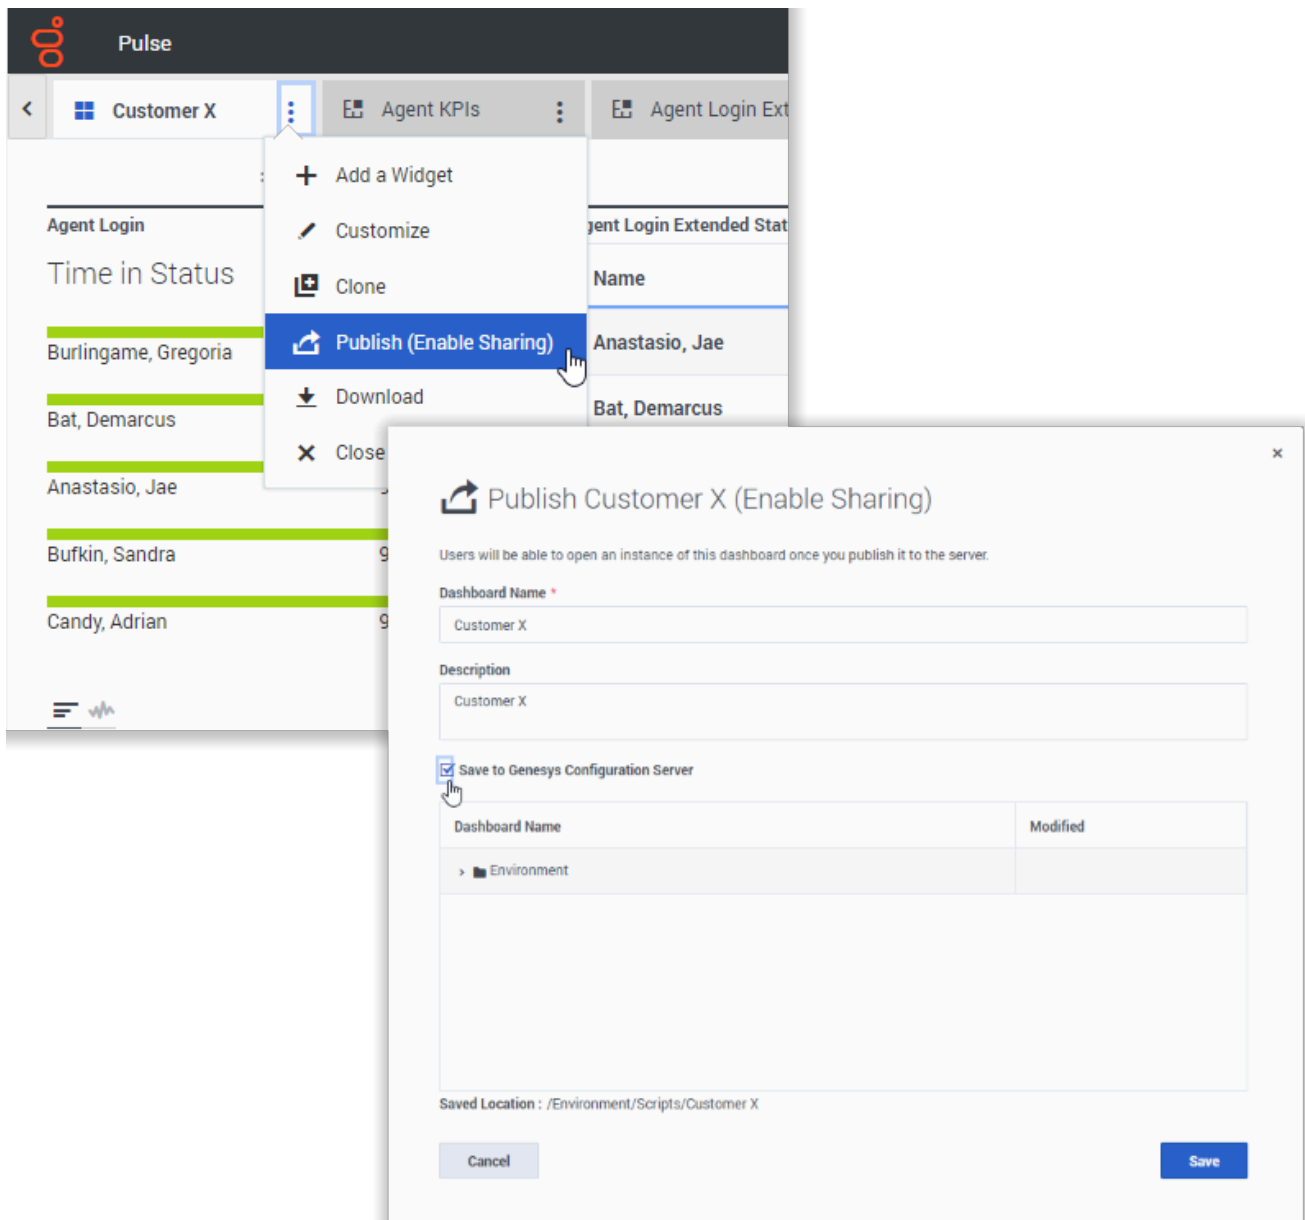 Pulse
Customer X
Agent KPIs
Agent Login Ext
Add a Widget
Customize
Clone
Publish (Enable Sharing)
Download
Close
Agent Login
Time in Status
Burlingame, Gregoria
Bat, Demarcus
Anastasio, Jae
Bufkin, Sandra
9
Candy, Adrian
9
gent Login Extended Stat
Name
Anastasio, Jae
Bat, Demarcus
Publish Customer X (Enable Sharing)
Users will be able to open an instance of this dashboard once you publish it to the server.
Dashboard Name *
Customer X
Description
Customer X
Save to Genesys Configuration Server
Dashboard Name Modified
Environment
Saved Location : /Environment/Scripts/Customer X
Cancel Save